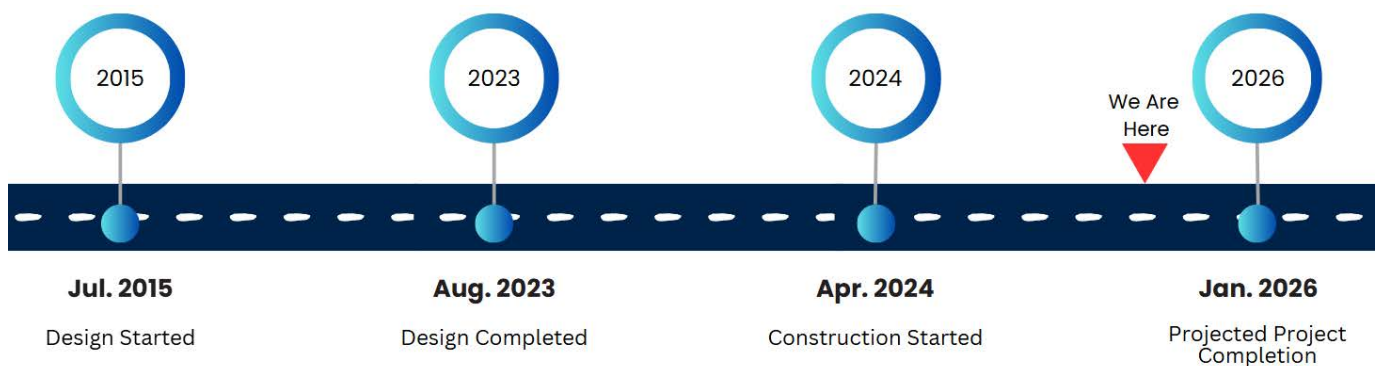 2015
2023
2024
2026
We Are
Here
Jul. 2015
Aug. 2023
Apr. 2024
Jan. 2026
Design Started
Design Completed
Construction Started
Projected Project
Completion